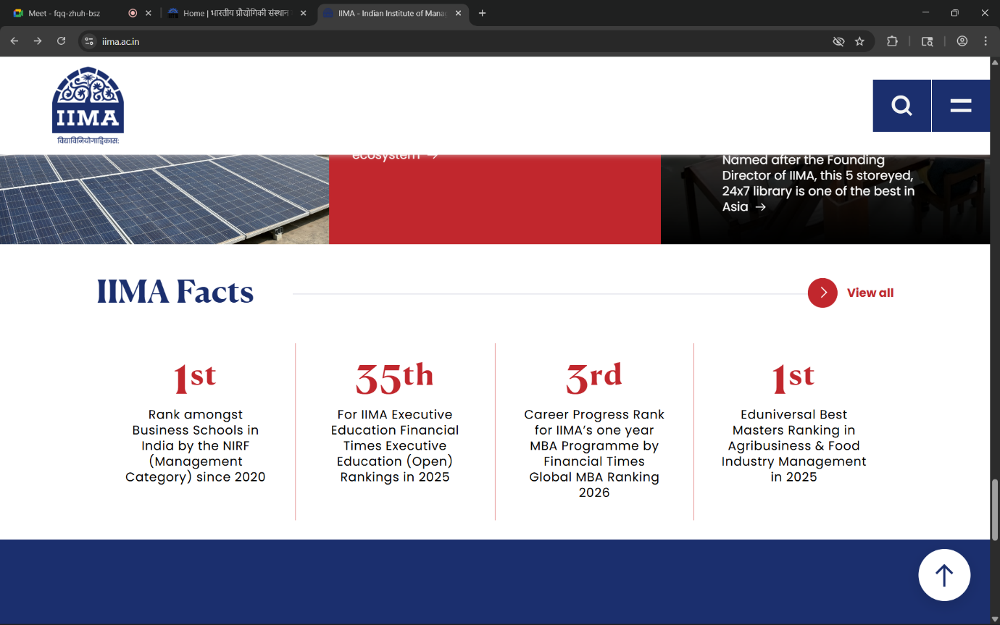 Meet - fqq-zhuh-bsz
Home | भारतीय प्रौद्योगिकी संस्थान
IIMA - Indian Institute of Mana
iima.ac.in
IIMA
विद्याविनियोगाद्विकासः
ecosystem →
Named after the Founding
Director of IIMA, this 5 storeyed,
24x7 library is one of the best in
Asia →
IIMA Facts
View all
1st
Rank amongst
Business Schools in
India by the NIRF
(Management
Category) since 2020
35th
For IIMA Executive
Education Financial
Times Executive
Education (Open)
Rankings in 2025
3rd
Career Progress Rank
for IIMA's one year
MBA Programme by
Financial Times
Global MBA Ranking
2026
1st
Eduniversal Best
Masters Ranking in
Agribusiness & Food
Industry Management
in 2025